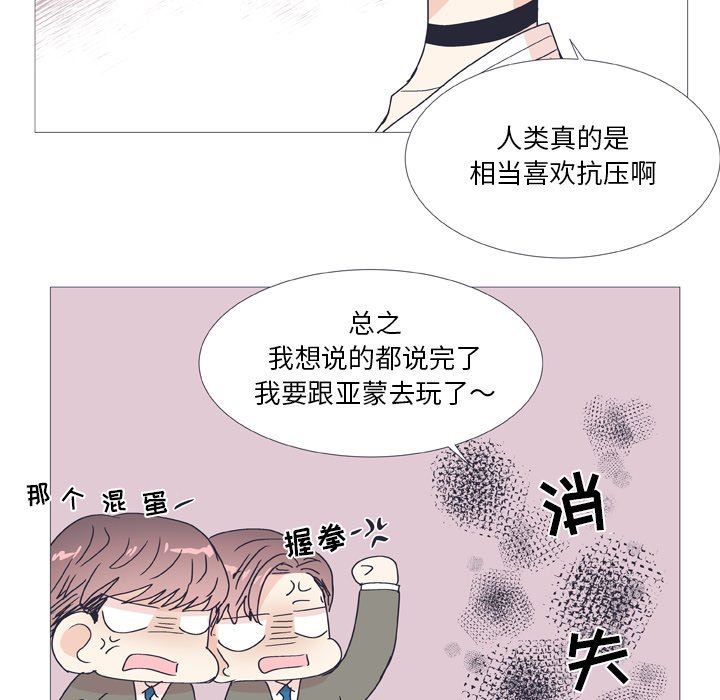 人类真的是
相当喜欢抗压啊
总之
我想说的都说完了
我要跟亚蒙去玩了～
那个混蛋
握拳
消失